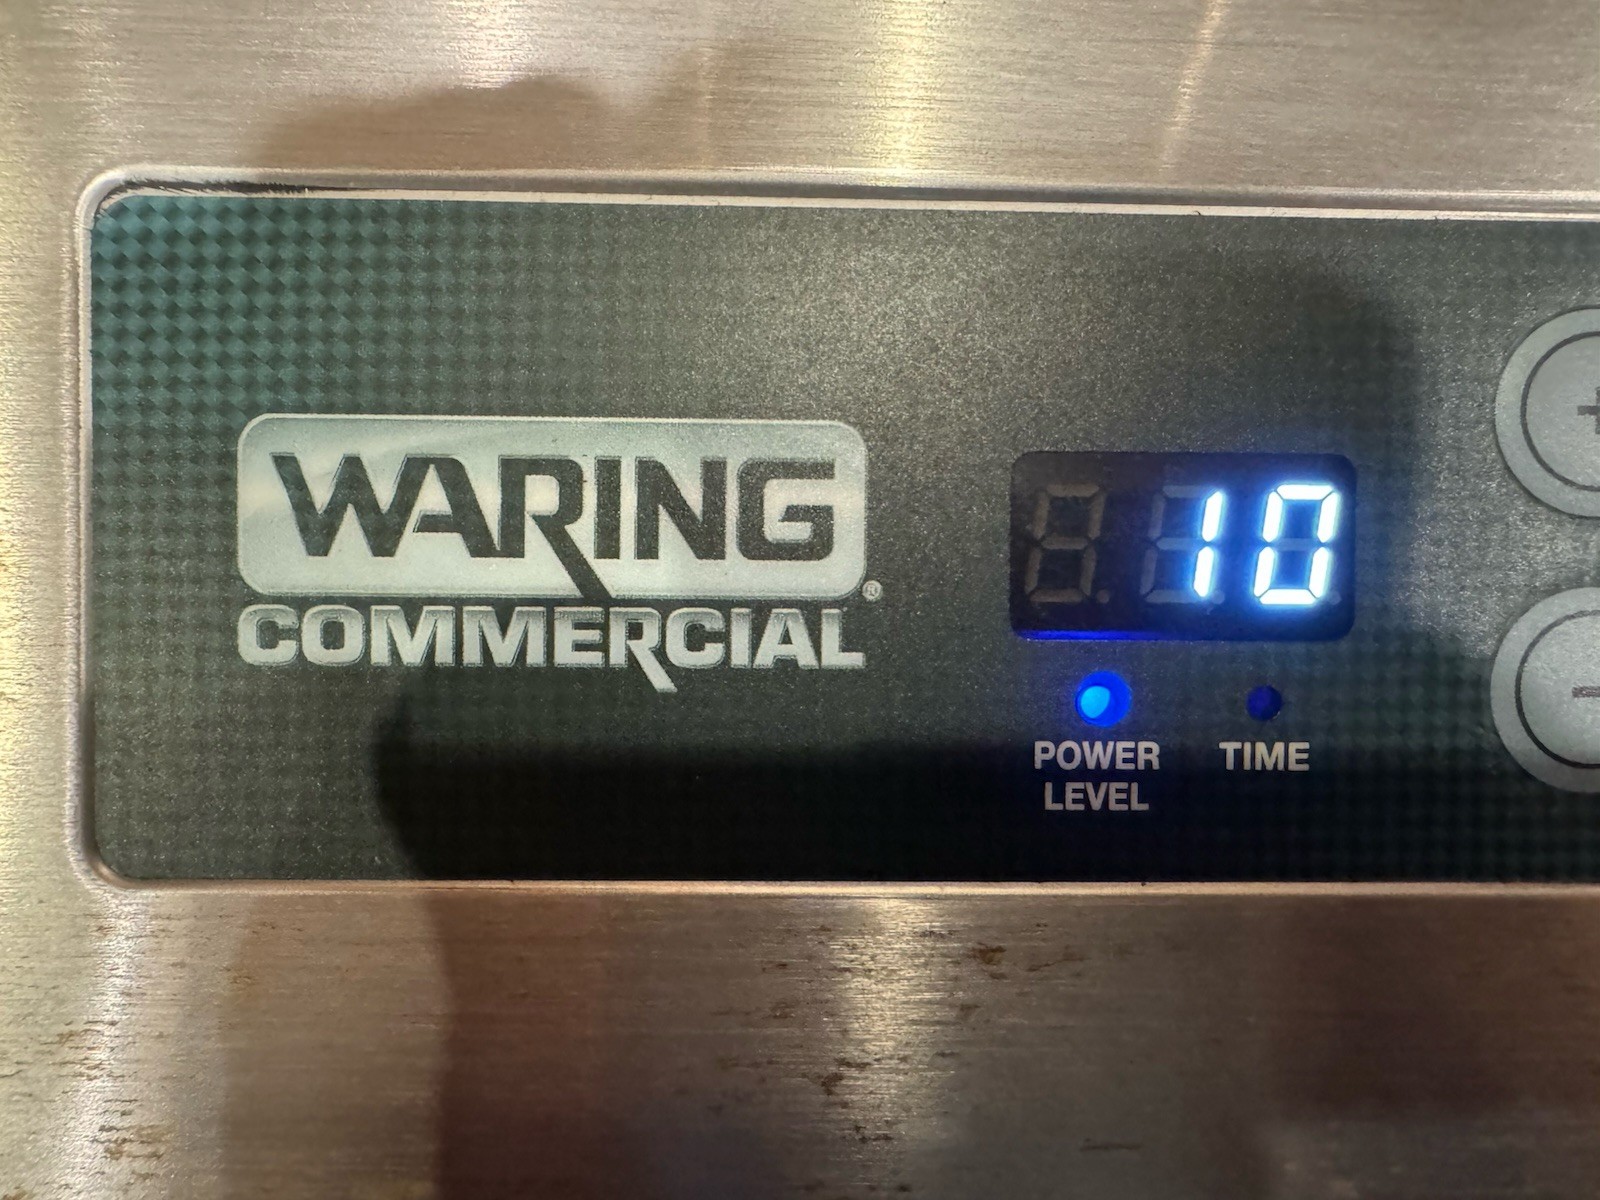 WARING®
COMMERCIAL
10
POWER
LEVEL
TIME
+
-